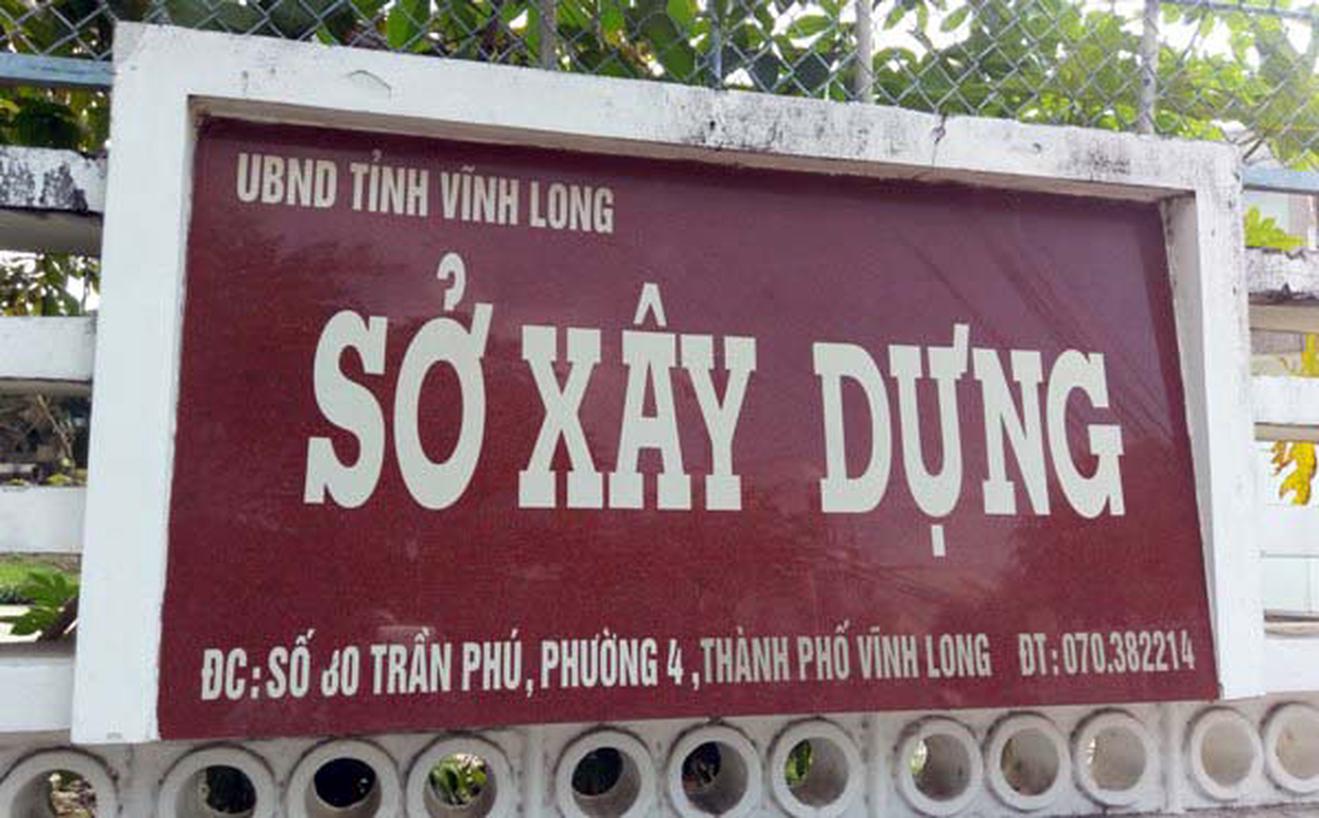 UBND TỈNH VĨNH LONG
SỞ XÂY DỰNG
ĐC: SỐ TRẦN PHÚ, PHƯỜNG 4, THÀNH PHỐ VĨNH LONG ĐT: 070.382214